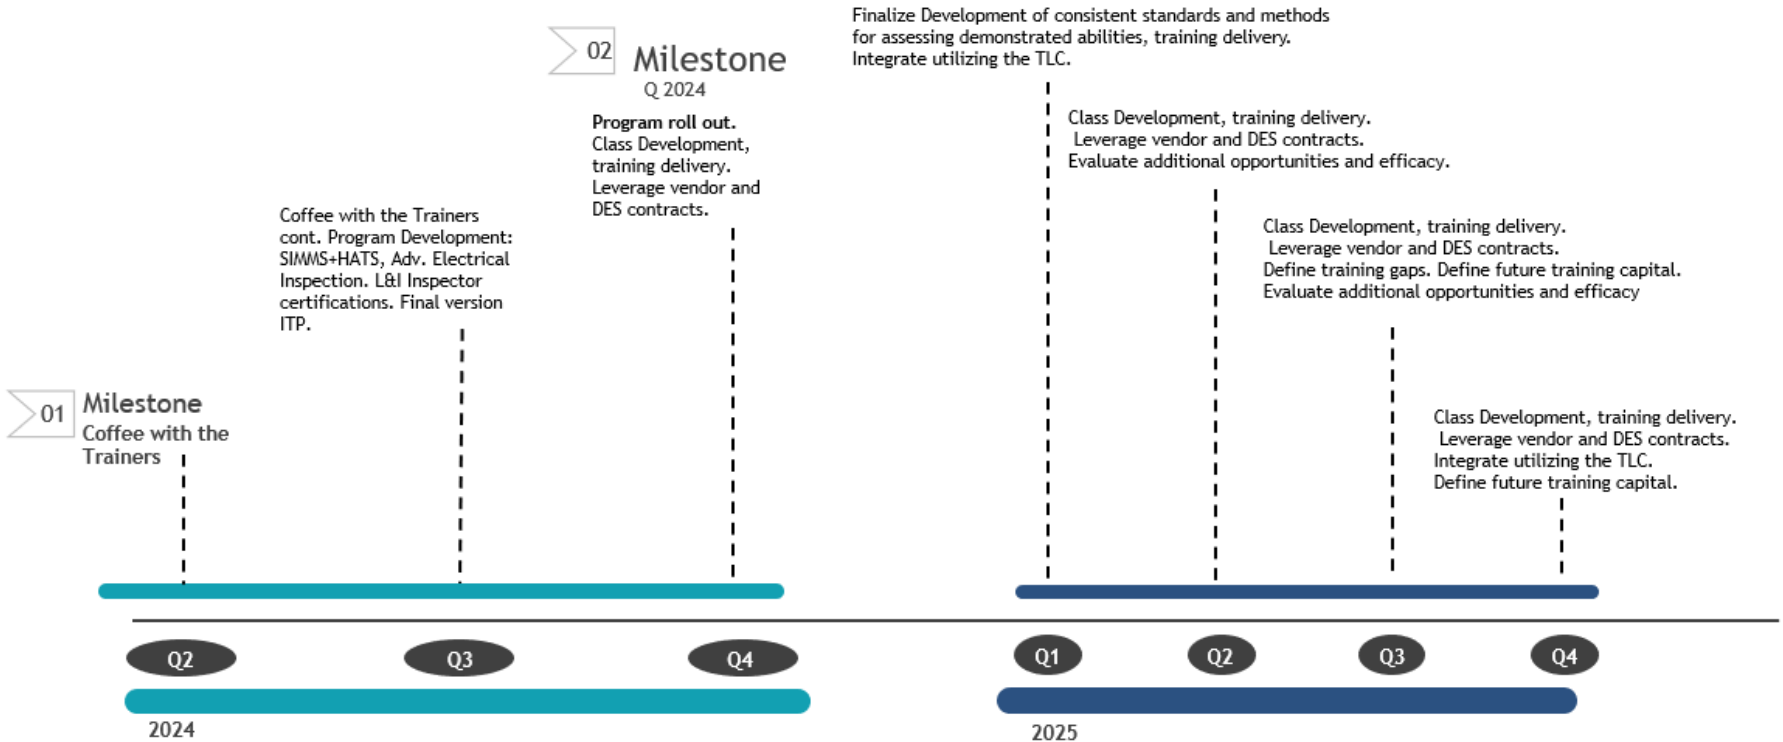 01
Milestone
Coffee with the
Trainers
Coffee with the Trainers
cont. Program Development:
SIMMS+HATS, Adv. Electrical
Inspection. L&I Inspector
certifications. Final version
ITP.
02
Milestone
Q 2024
Program roll out.
Class Development,
training delivery.
Leverage vendor and
DES contracts.
Finalize Development of consistent standards and methods
for assessing demonstrated abilities, training delivery.
Integrate utilizing the TLC.
Class Development, training delivery.
Leverage vendor and DES contracts.
Evaluate additional opportunities and efficacy.
Class Development, training delivery.
Leverage vendor and DES contracts.
Define training gaps. Define future training capital.
Evaluate additional opportunities and efficacy
Class Development, training delivery.
Leverage vendor and DES contracts.
Integrate utilizing the TLC.
Define future training capital.
Q2
Q3
Q4
Q1
Q2
Q3
Q4
2024
2025